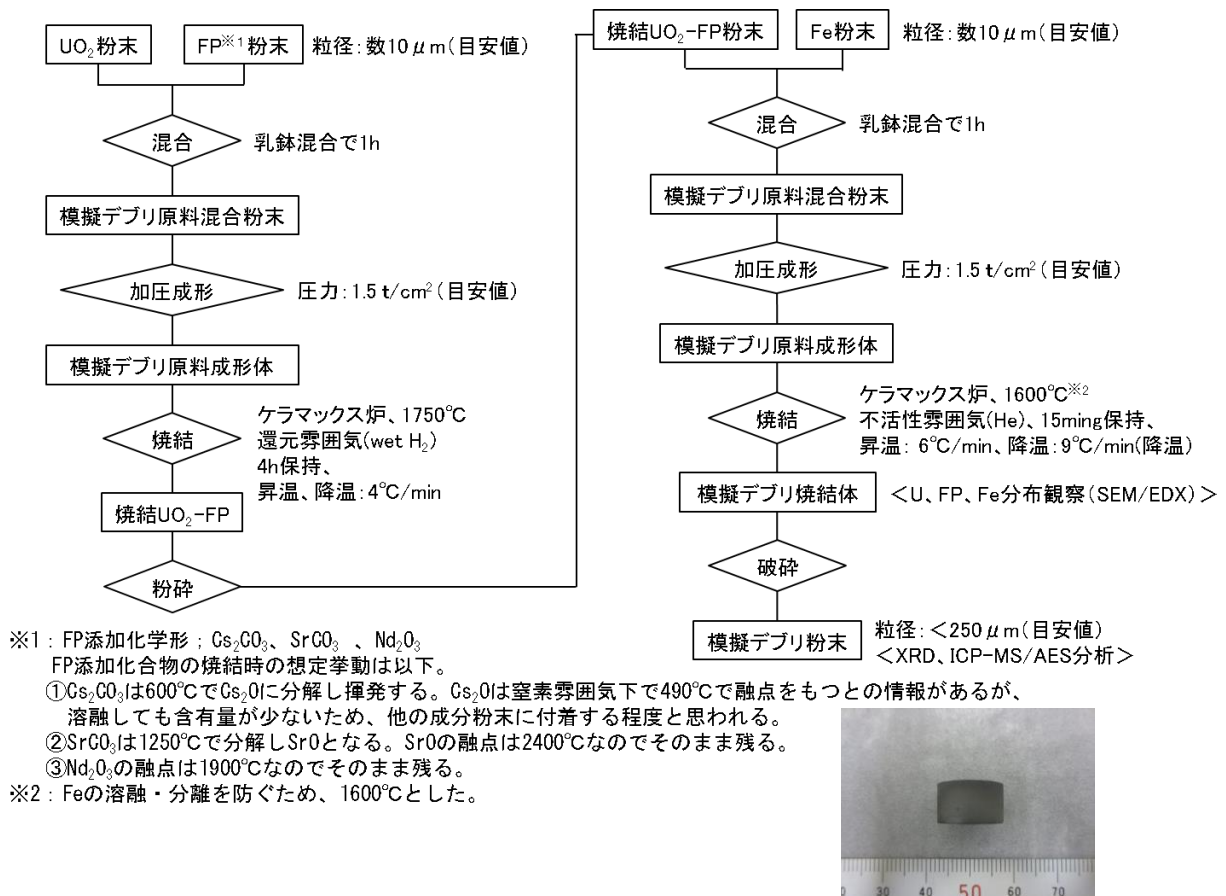 UO₂粉末
FP※1粉末
粒径：数10μm(目安値)
混合
乳鉢混合で1h
模擬デブリ原料混合粉末
加圧成形
圧力：1.5 t/cm²(目安値)
模擬デブリ原料成形体
焼結
ケラマックス炉、1750℃
還元雰囲気(wet H₂)
4h保持、
昇温、降温：4℃/min
焼結UO₂-FP
粉砕
焼結UO₂-FP粉末
Fe粉末
粒径：数10μm(目安値)
混合
乳鉢混合で1h
模擬デブリ原料混合粉末
加圧成形
圧力：1.5 t/cm²(目安値)
模擬デブリ原料成形体
焼結
ケラマックス炉、1600℃※2
不活性雰囲気(He)、15ming保持、
昇温：6℃/min、降温：9℃/min(降温)
模擬デブリ焼結体
＜U、FP、Fe分布観察(SEM/EDX)＞
破砕
模擬デブリ粉末
粒径：＜250μm(目安値)
＜XRD、ICP-MS/AES分析＞
※1：FP添加化学形；Cs₂CO₃、SrCO₃ 、Nd₂O₃
FP添加化合物の焼結時の想定挙動は以下。
①Cs₂CO₃は600℃でCs₂Oに分解し揮発する。Cs₂Oは窒素雰囲気下で490℃で融点をもつとの情報があるが、
溶融しても含有量が少ないため、他の成分粉末に付着する程度と思われる。
②SrCO₃は1250℃で分解しSrOとなる。SrOの融点は2400℃なのでそのまま残る。
③Nd₂O₃の融点は1900℃なのでそのまま残る。
※2：Feの溶融・分離を防ぐため、1600℃とした。
30 40 50 60 70